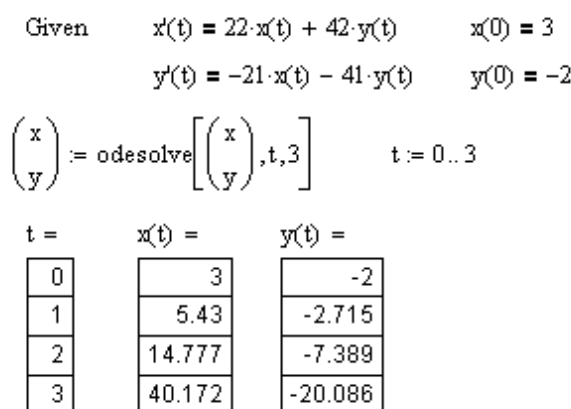 Given x'(t) = 22·x(t) + 42·y(t) x(0) = 3
y'(t) = -21·x(t) - 41·y(t) y(0) = -2
(x y) := odesolve[(x y),t,3] t := 0..3
t = x(t) = y(t) =
0 3 -2
1 5.43 -2.715
2 14.777 -7.389
3 40.172 -20.086